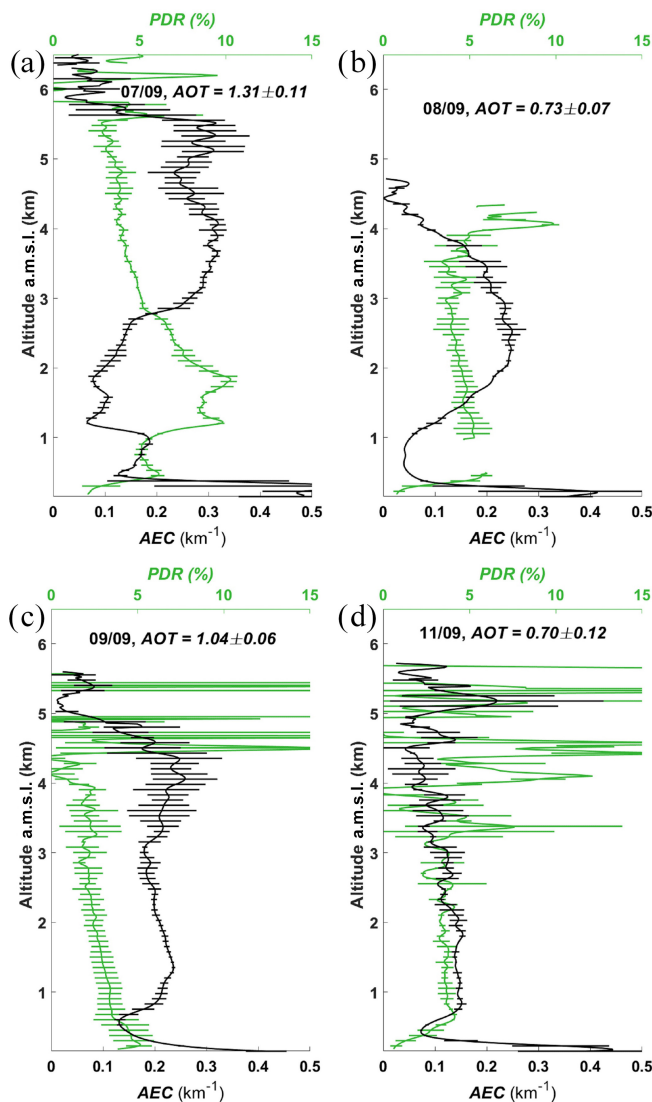 PDR (%)
0 5 10 15
(a)
07/09, AOT = 1.31±0.11
Altitude a.m.s.l. (km)
6
5
4
3
2
1
0 0.1 0.2 0.3 0.4 0.5
AEC (km⁻¹)
PDR (%)
0 5 10 15
(b)
08/09, AOT = 0.73±0.07
Altitude a.m.s.l. (km)
6
5
4
3
2
1
0 0.1 0.2 0.3 0.4 0.5
AEC (km⁻¹)
PDR (%)
0 5 10 15
(c)
09/09, AOT = 1.04±0.06
Altitude a.m.s.l. (km)
6
5
4
3
2
1
0 0.1 0.2 0.3 0.4 0.5
AEC (km⁻¹)
PDR (%)
0 5 10 15
(d)
11/09, AOT = 0.70±0.12
Altitude a.m.s.l. (km)
6
5
4
3
2
1
0 0.1 0.2 0.3 0.4 0.5
AEC (km⁻¹)